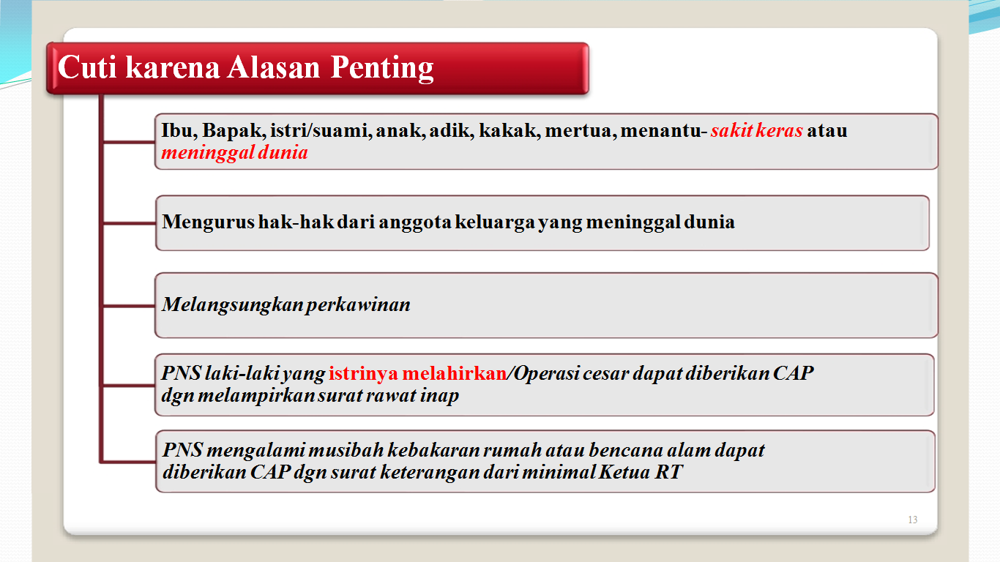 Cuti karena Alasan Penting
Ibu, Bapak, istri/suami, anak, adik, kakak, mertua, menantu- sakit keras atau
meninggal dunia
Mengurus hak-hak dari anggota keluarga yang meninggal dunia
Melangsungkan perkawinan
PNS laki-laki yang istrinya melahirkan/Operasi cesar dapat diberikan CAP
dgn melampirkan surat rawat inap
PNS mengalami musibah kebakaran rumah atau bencana alam dapat
diberikan CAP dgn surat keterangan dari minimal Ketua RT
13